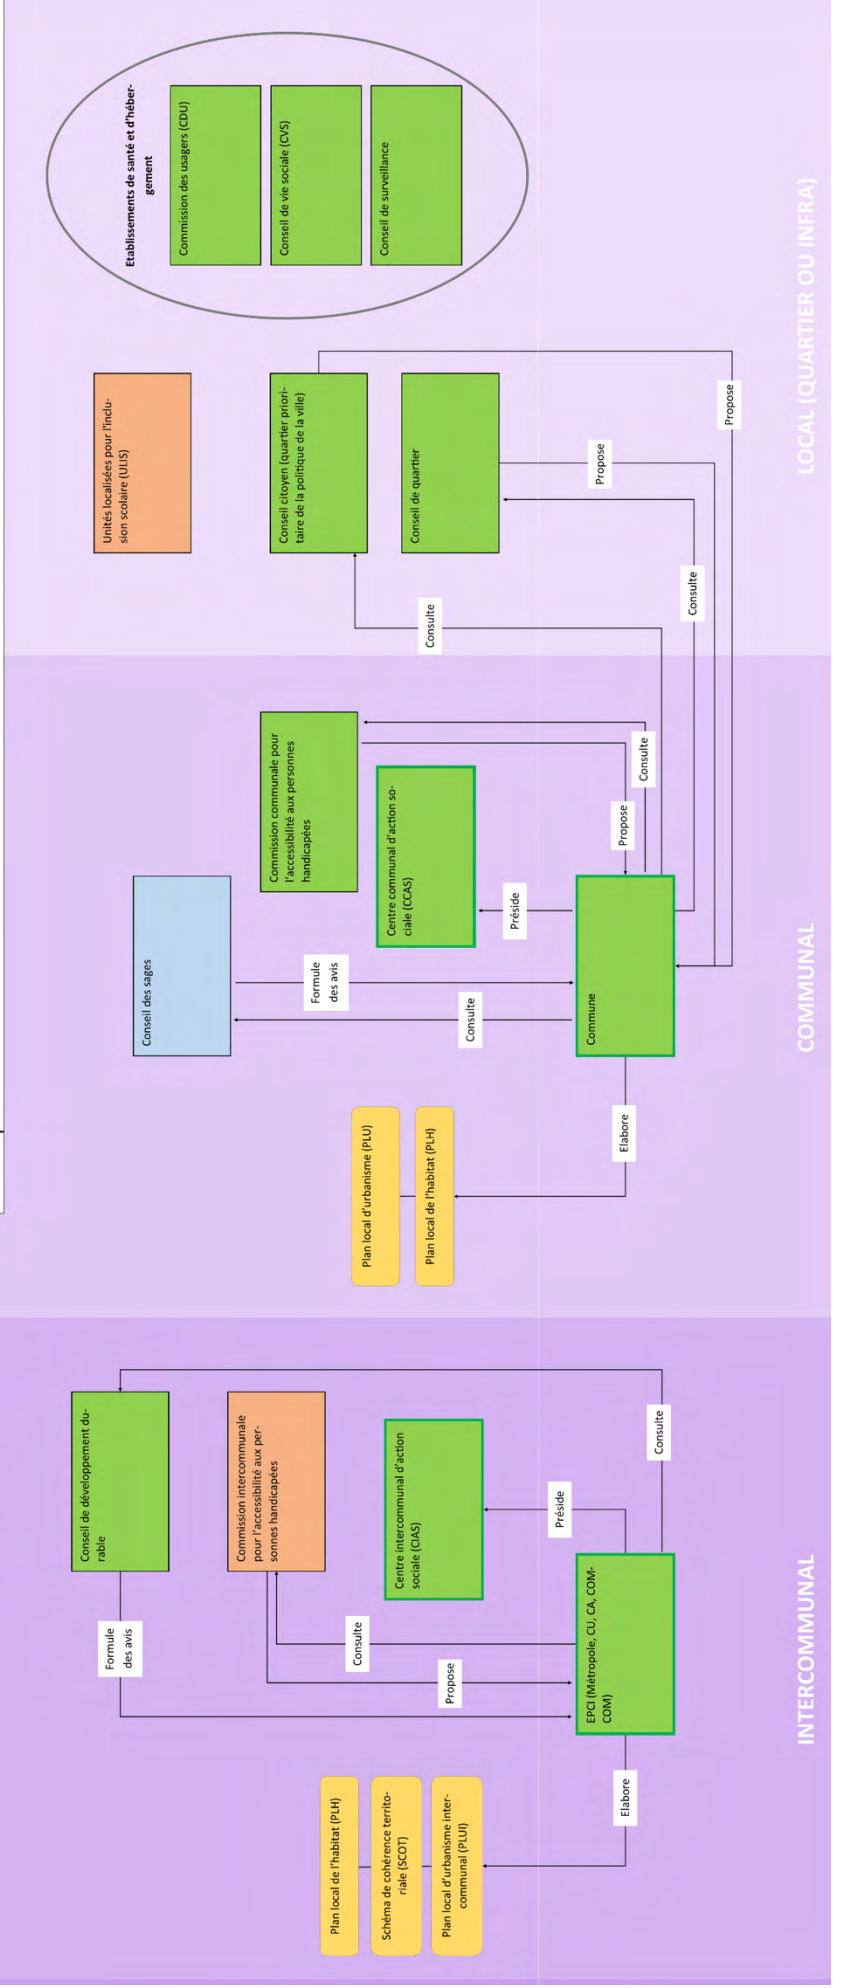 INTERCOMMUNAL
Conseil de développement du-
rable
Formule
des avis
Commission intercommunale
pour l'accessibilité aux per-
sonnes handicapées
Consulte
Propose
Centre intercommunal d'action
sociale (CIAS)
Préside
Consulte
EPCI (Métropole, CU, CA, COM-
COM)
Elabore
Plan local de l'habitat (PLH)
Schéma de cohérence territo-
riale (SCOT)
Plan local d'urbanisme inter-
communal (PLUI)
COMMUNAL
Conseil des sages
Formule
des avis
Consulte
Commission communale pour
l'accessibilité aux personnes
handicapées
Centre communal d'action so-
ciale (CCAS)
Préside
Propose
Consulte
Commune
Elabore
Plan local d'urbanisme (PLU)
Plan local de l'habitat (PLH)
LOCAL (QUARTIER OU INFRA)
Etablissements de santé et d'héber-
gement
Commission des usagers (CDU)
Conseil de vie sociale (CVS)
Conseil de surveillance
Unités localisées pour l'inclu-
sion scolaire (ULIS)
Conseil citoyen (quartier priori-
taire de la politique de la ville)
Conseil de quartier
Consulte
Propose
Consulte
Propose